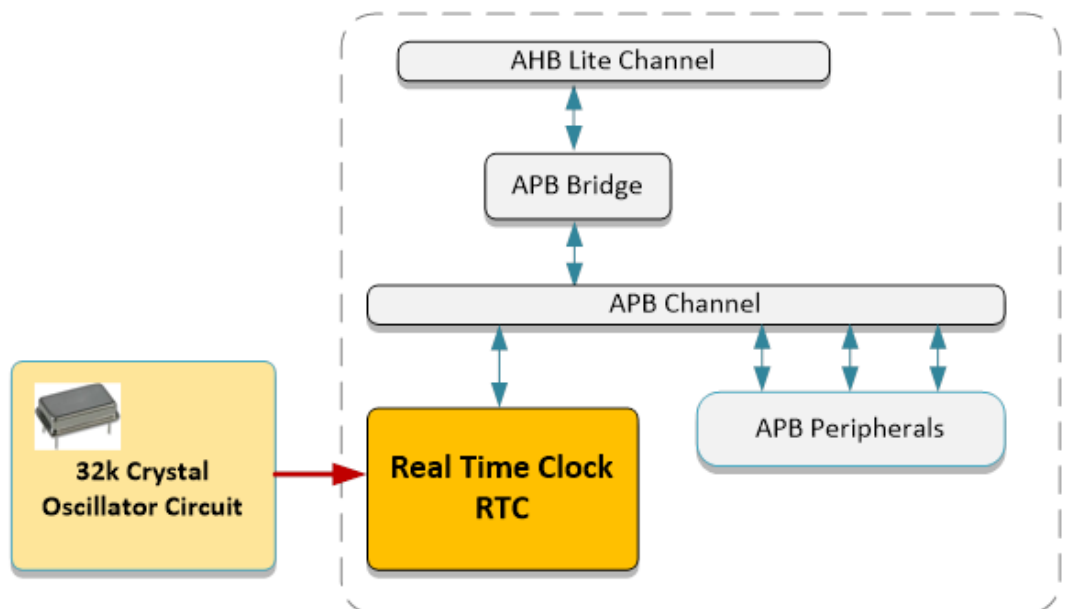 AHB Lite Channel
APB Bridge
APB Channel
32k Crystal
Oscillator Circuit
Real Time Clock
RTC
APB Peripherals